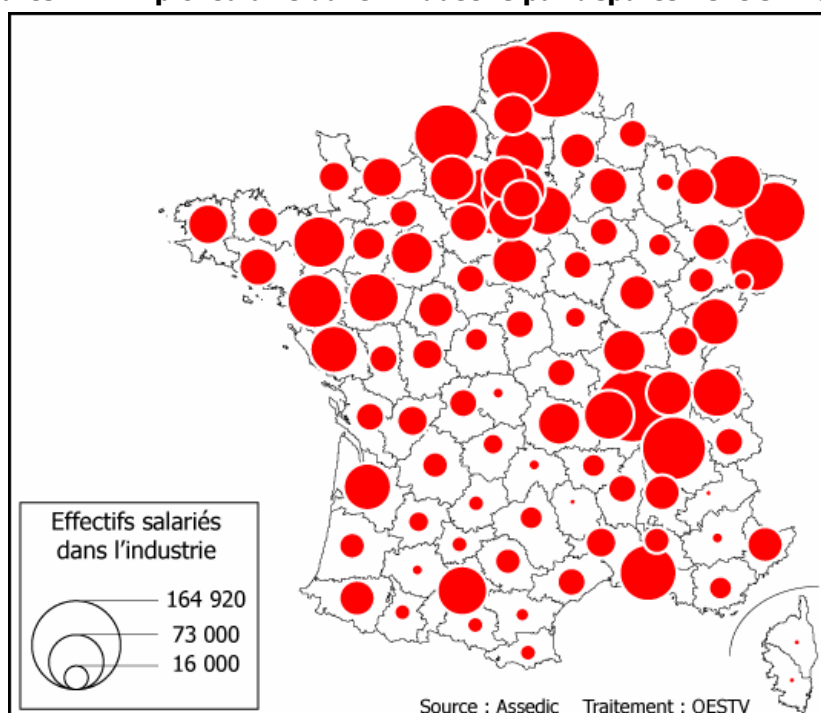 Effectifs salariés
dans l'industrie
164 920
73 000
16 000
Source : Assedic Traitement : OESTV